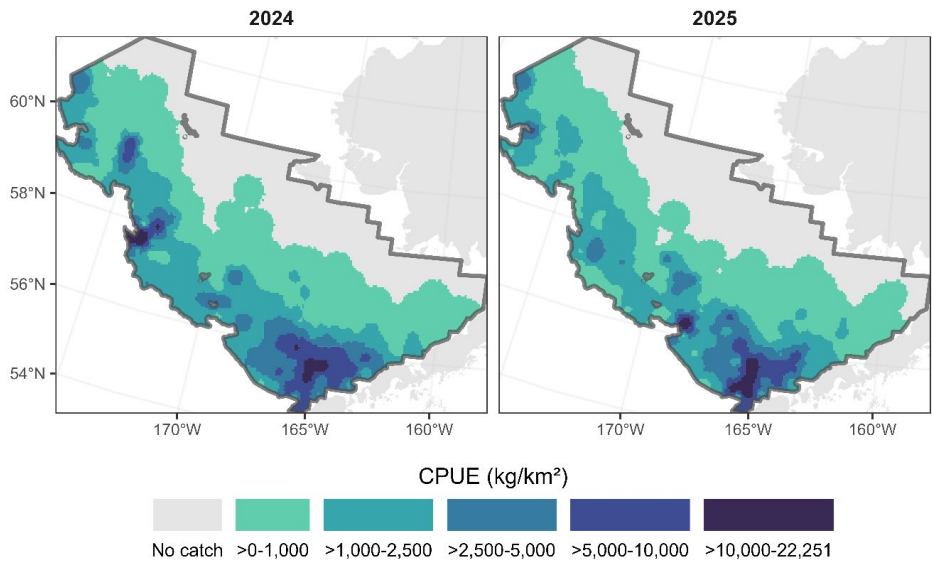 2024 2025
60°N
58°N
56°N
54°N
170°W 165°W 160°W 170°W 165°W 160°W
CPUE (kg/km²)
No catch >0-1,000 >1,000-2,500 >2,500-5,000 >5,000-10,000 >10,000-22,251